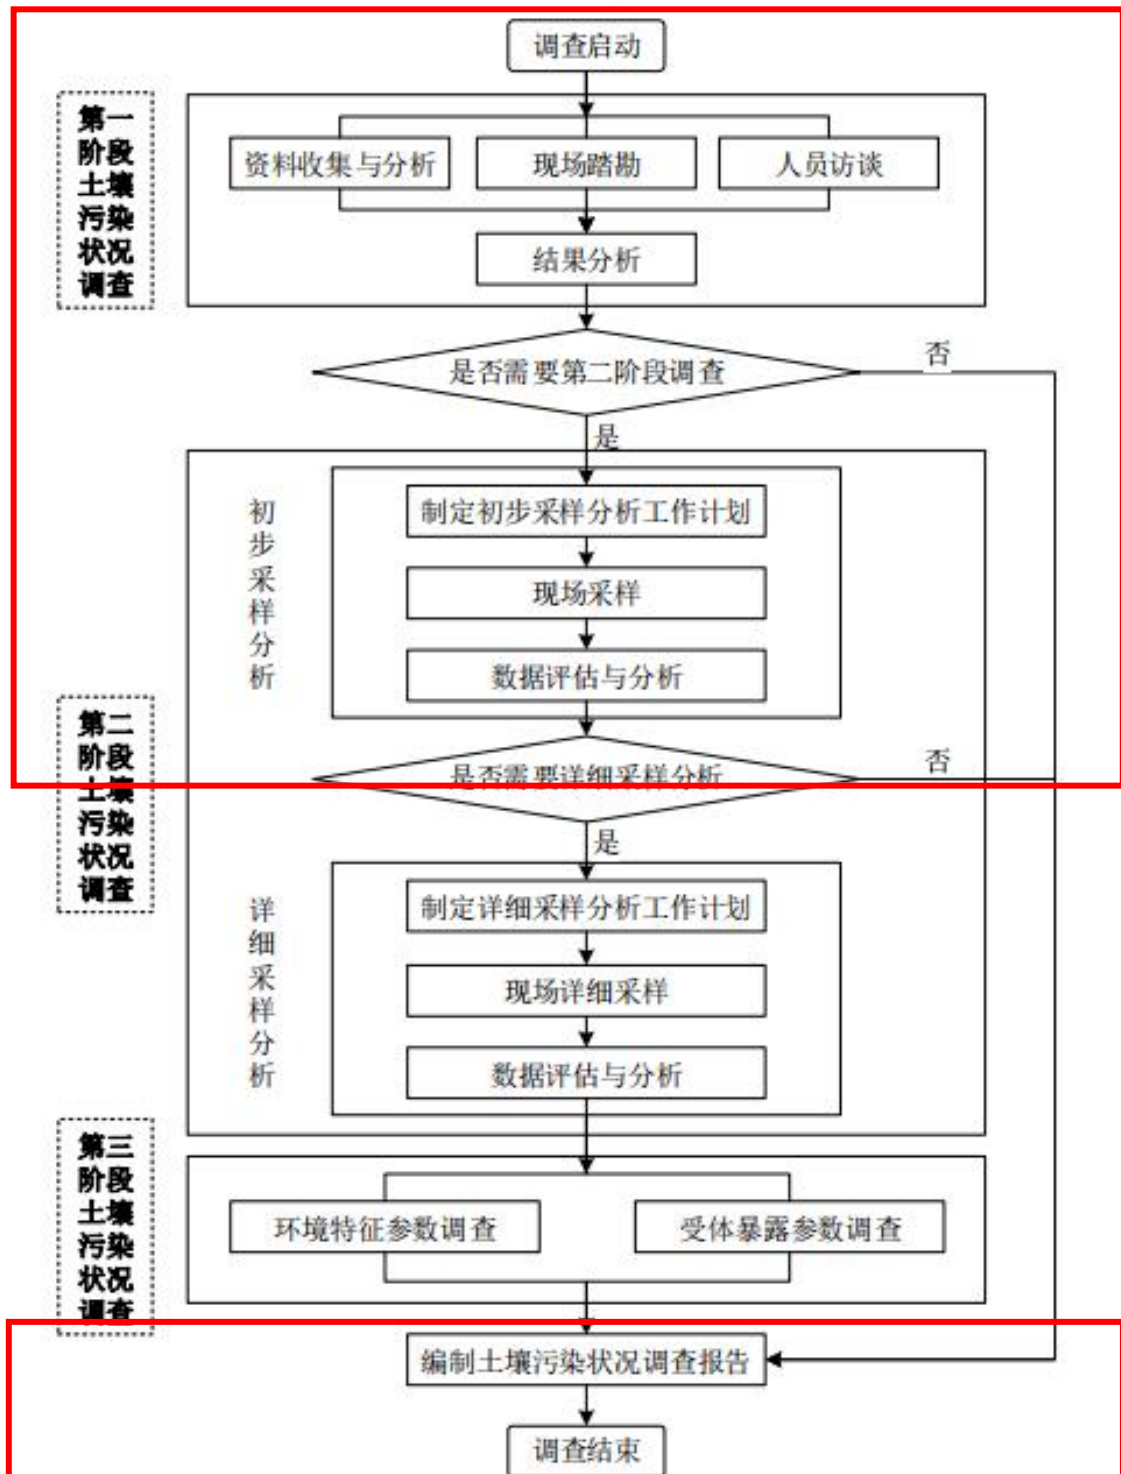 调查启动
第一
阶段
土壤
污染
状况
调查
资料收集与分析
现场踏勘
人员访谈
结果分析
是否需要第二阶段调查
否
是
初
步
采
样
分
析
制定初步采样分析工作计划
现场采样
数据评估与分析
第二
阶段
土壤
污染
状况
调查
是否需要详细采样分析
否
是
详
细
采
样
分
析
制定详细采样分析工作计划
现场详细采样
数据评估与分析
第三
阶段
土壤
污染
状况
调查
环境特征参数调查
受体暴露参数调查
编制土壤污染状况调查报告
调查结束